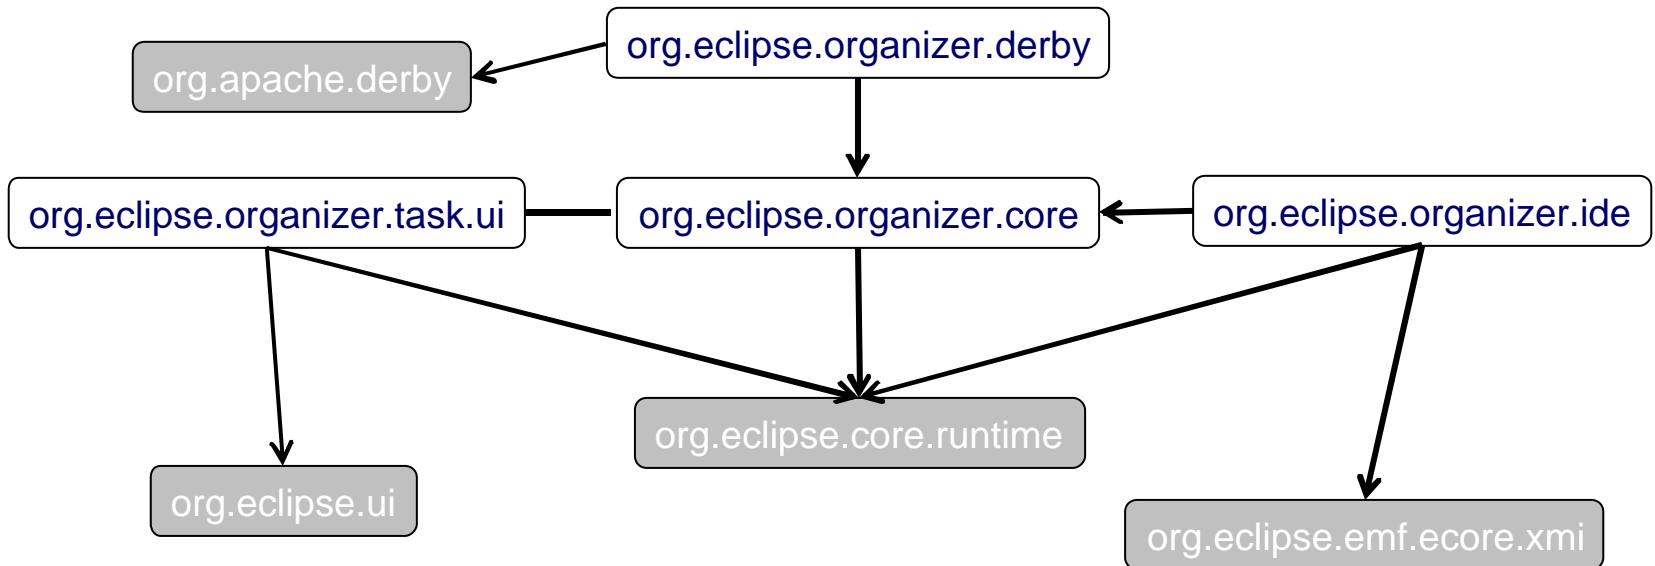 org.eclipse.organizer.derby
org.apache.derby
org.eclipse.organizer.task.ui
org.eclipse.organizer.core
org.eclipse.organizer.ide
org.eclipse.core.runtime
org.eclipse.ui
org.eclipse.emf.ecore.xmi